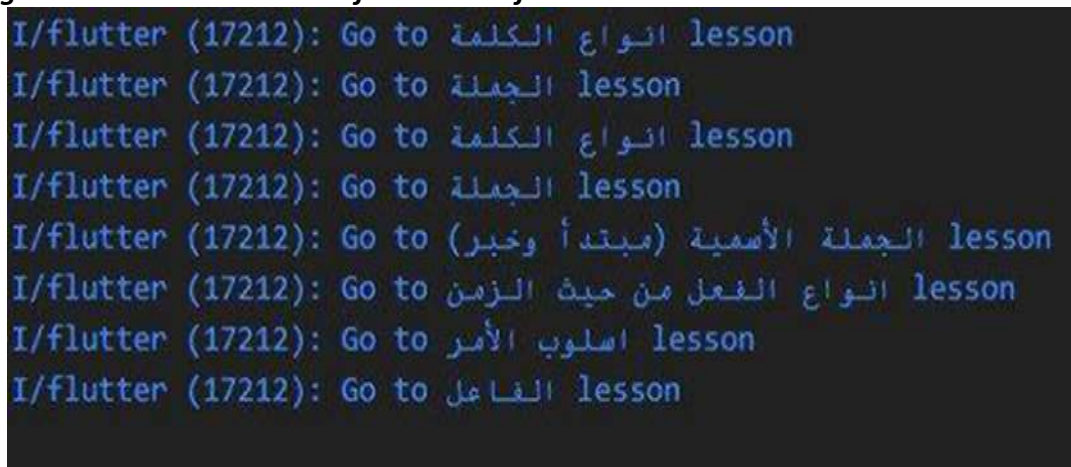 I/flutter (17212): Go to انواع الكلمة lesson
I/flutter (17212): Go to الجملة lesson
I/flutter (17212): Go to انواع الكلمة lesson
I/flutter (17212): Go to الجملة lesson
I/flutter (17212): Go to الجملة الأسمية (مبتدأ وخبر) lesson
I/flutter (17212): Go to انواع الفعل من حيث الزمن lesson
I/flutter (17212): Go to اسلوب الأمر lesson
I/flutter (17212): Go to الفاعل lesson